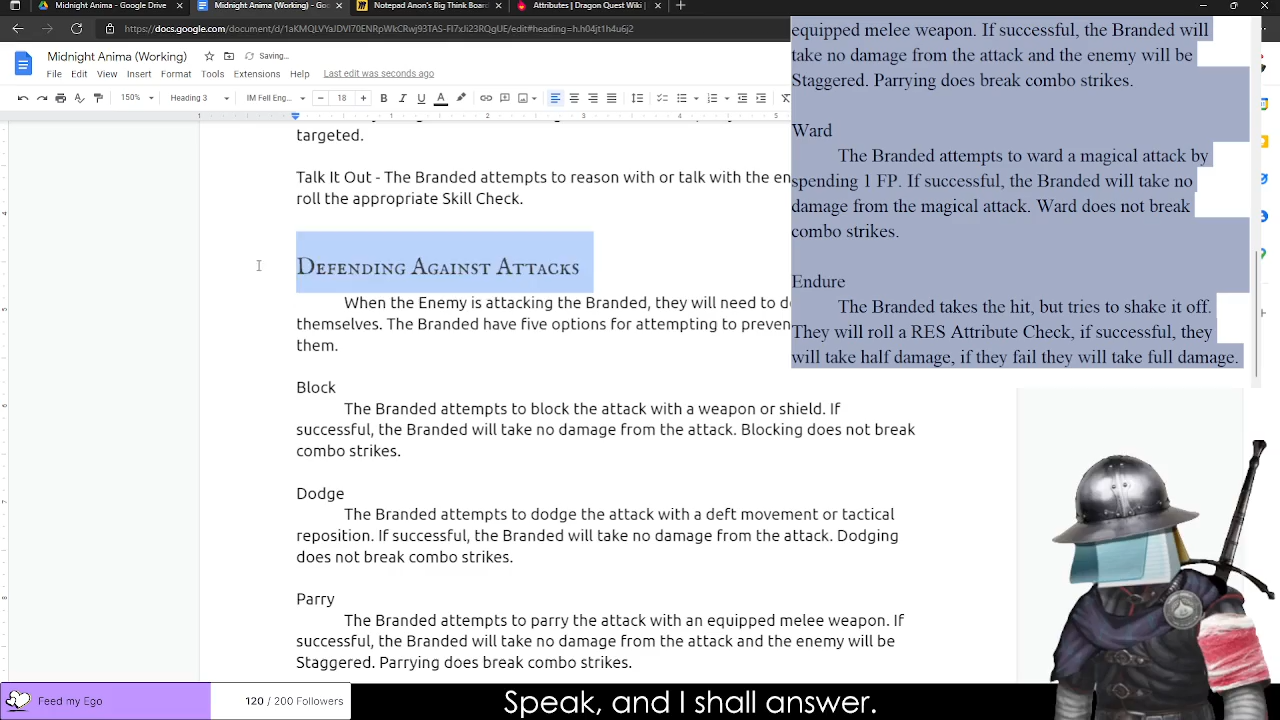 My Drive - Google Drive
Midnight Anima (Working) - Goo
Notepad Anon's Big Think Board
Attributes | Dragon Quest Wiki
https://docs.google.com/document/d/1aKMQLVYaJDVl70ENRpWkCRwj93TAS-FI7xJi23RQgUE/edit#heading=h.h04jt1h4u6j2
Midnight Anima (Working)
Saving...
File Edit View Insert Format Tools Extensions Help Last edit was seconds ago
150% Heading 3 IM Fell Eng... 18 B I U A
targeted.
Talk It Out - The Branded attempts to reason with or talk with the en
roll the appropriate Skill Check.
Defending Against Attacks
When the Enemy is attacking the Branded, they will need to de
themselves. The Branded have five options for attempting to preven
them.
Block
The Branded attempts to block the attack with a weapon or shield. If
successful, the Branded will take no damage from the attack. Blocking does not break
combo strikes.
Dodge
The Branded attempts to dodge the attack with a deft movement or tactical
reposition. If successful, the Branded will take no damage from the attack. Dodging
does not break combo strikes.
Parry
The Branded attempts to parry the attack with an equipped melee weapon. If
successful, the Branded will take no damage from the attack and the enemy will be
Staggered. Parrying does break combo strikes.
equipped melee weapon. If successful, the Branded will
take no damage from the attack and the enemy will be
Staggered. Parrying does break combo strikes.
Ward
The Branded attempts to ward a magical attack by
spending 1 FP. If successful, the Branded will take no
damage from the magical attack. Ward does not break
combo strikes.
Endure
The Branded takes the hit, but tries to shake it off.
They will roll a RES Attribute Check, if successful, they
will take half damage, if they fail they will take full damage.
Feed my Ego
120 / 200 Followers
Speak, and I shall answer.